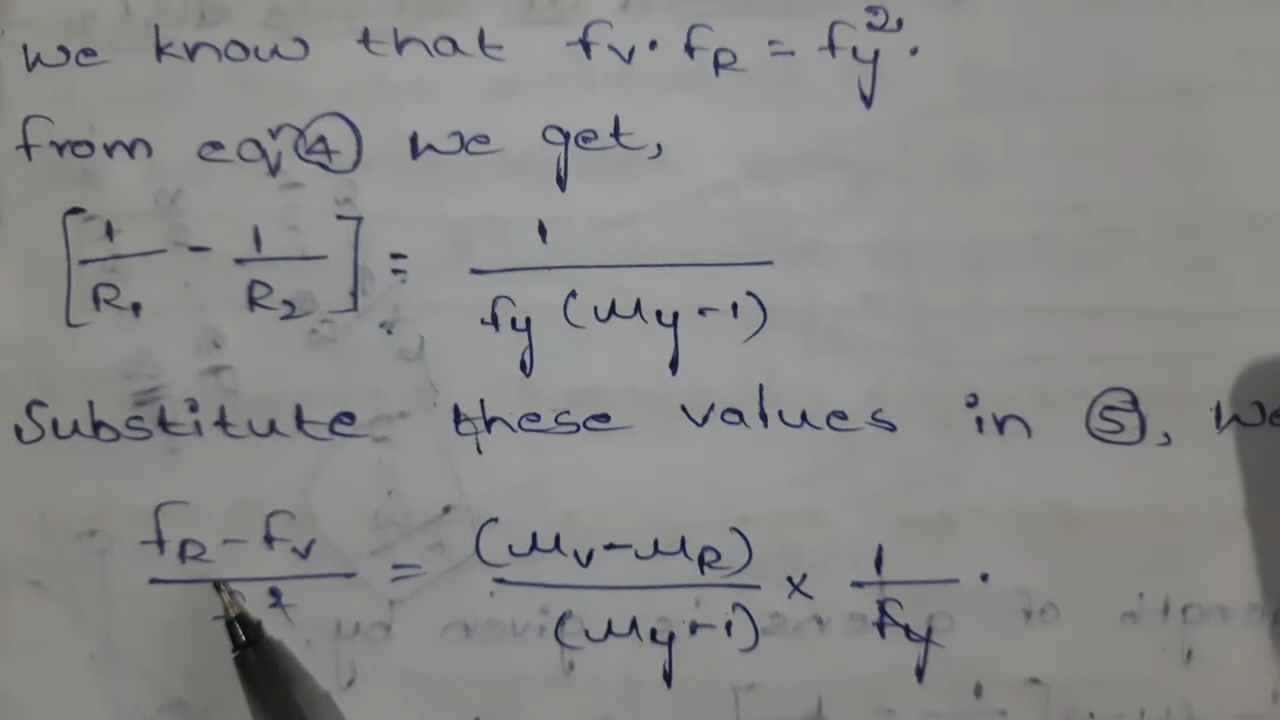 we know that fv· fR = fy².
from eqn ④ we get,
[1/R₁ - 1/R₂] = 1/fy (μy-1)
Substitute these values in ⑤, we
fR - fv / = (μv-μR)/(μy-1) × 1/fy ·